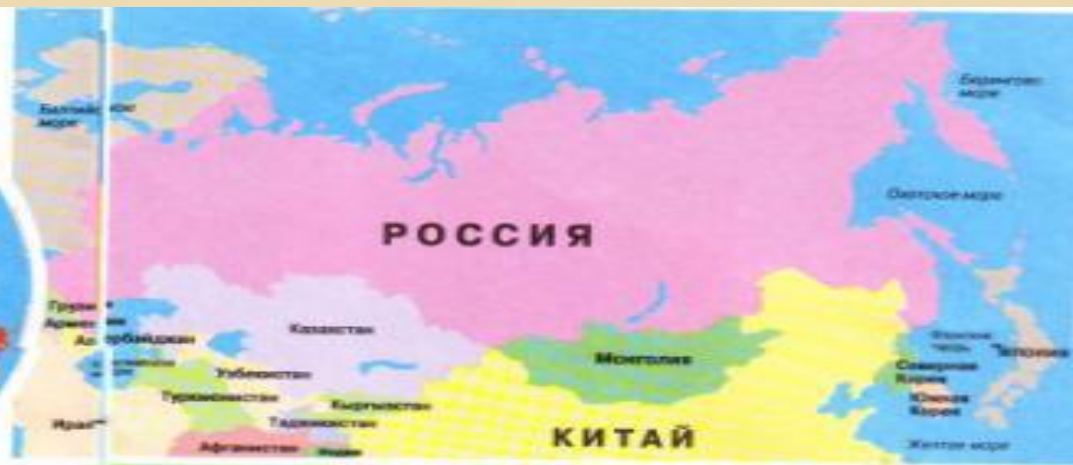 Балтийское
море
Берингово
море
Охотское море
РОССИЯ
Грузия
Армения
Азербайджан
Казахстан
Монголия
Япония
Северная
Корея
Узбекистан
Туркменистан
Кыргызстан
Южная
Корея
Таджикистан
Иран
Афганистан
КИТАЙ
Желтое море